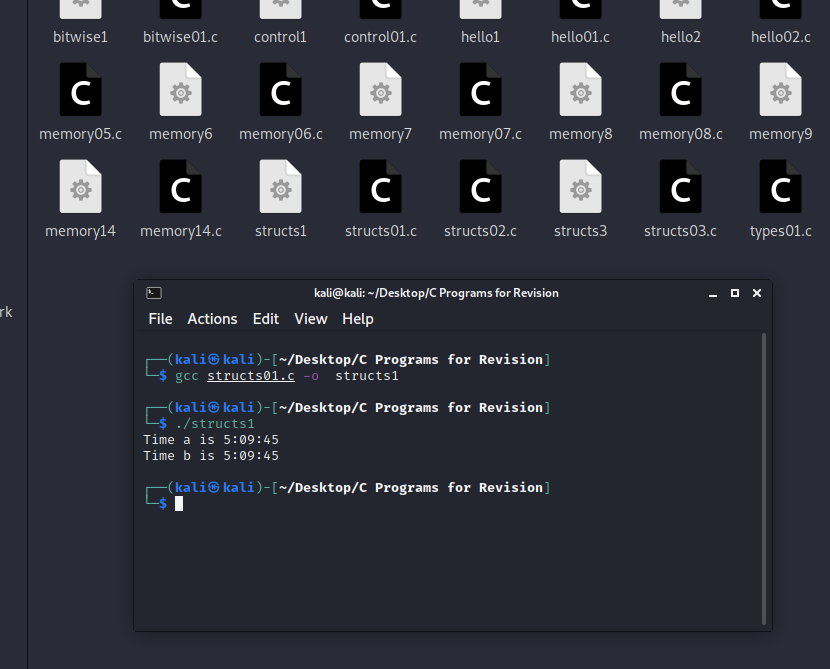 bitwise1 bitwise01.c control1 control01.c hello1 hello01.c hello2 hello02.c
memory05.c memory6 memory06.c memory7 memory07.c memory8 memory08.c memory9
memory14 memory14.c structs1 structs01.c structs02.c structs3 structs03.c types01.c
rk
kali@kali: ~/Desktop/C Programs for Revision
File Actions Edit View Help
┌──(kali㉿kali)-[~/Desktop/C Programs for Revision]
└─$ gcc structs01.c -o  structs1
┌──(kali㉿kali)-[~/Desktop/C Programs for Revision]
└─$ ./structs1
Time a is 5:09:45
Time b is 5:09:45
┌──(kali㉿kali)-[~/Desktop/C Programs for Revision]
└─$